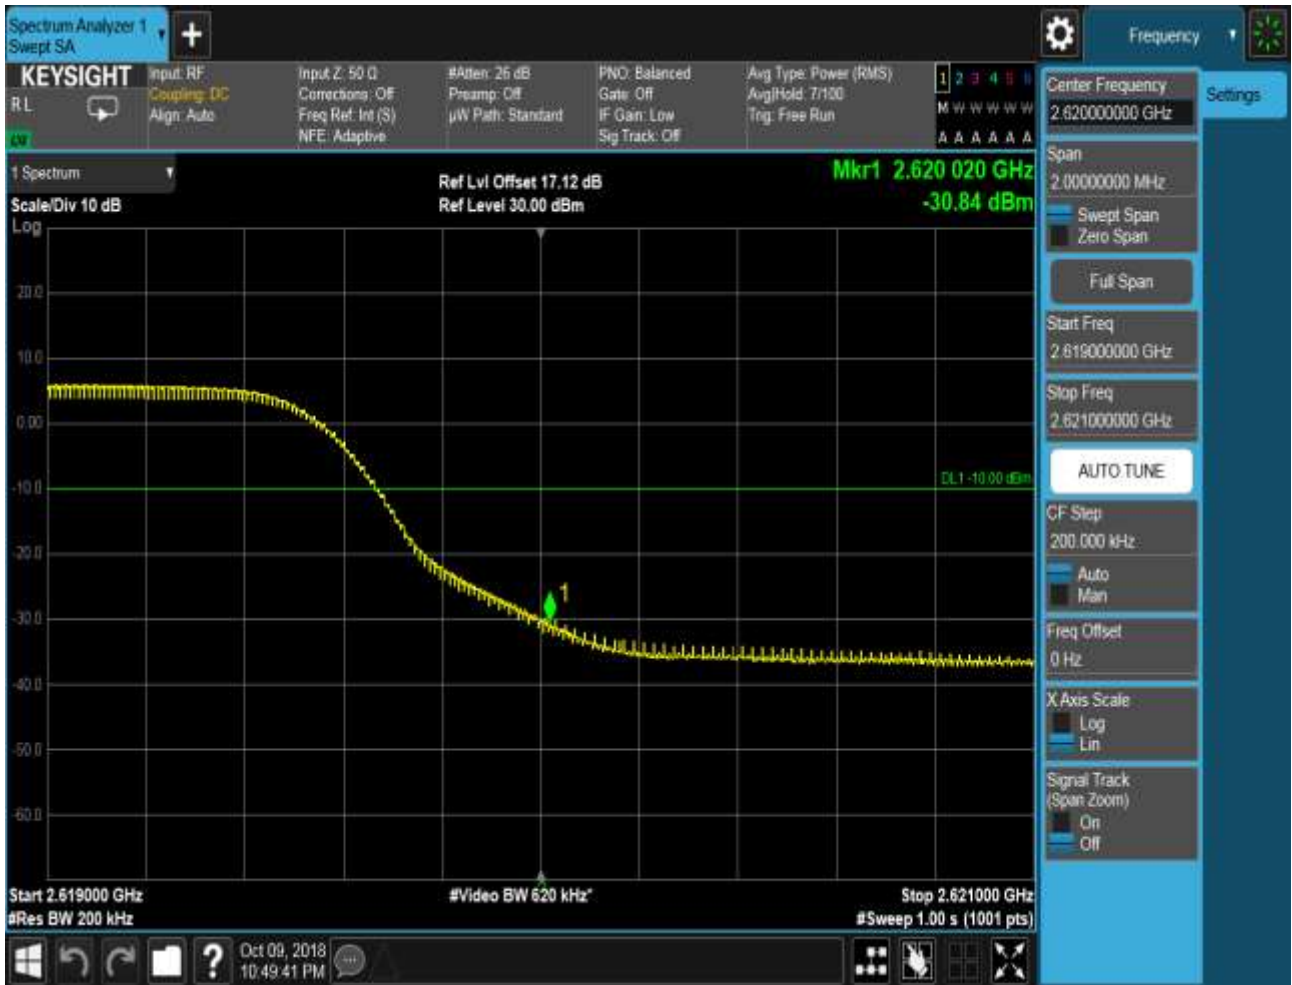 Spectrum Analyzer 1
Swept SA
Frequency
KEYSIGHT
Input: RF
Coupling: DC
Align: Auto
Input Z: 50 Ω
Corrections: Off
Freq Ref: Int (S)
NFE: Adaptive
#Atten: 26 dB
Preamp: Off
µW Path: Standard
PNO: Balanced
Gate: Off
IF Gain: Low
Sig Track: Off
Avg Type: Power (RMS)
Avg|Hold: 7/100
Trig: Free Run
1 2 3 4 5 6
M W W W W W
A A A A A A
R L
Center Frequency
2.620000000 GHz
Settings
1 Spectrum
Scale/Div 10 dB
Log
Ref Lvl Offset 17.12 dB
Ref Level 30.00 dBm
Mkr1 2.620 020 GHz
-30.84 dBm
Span
2.00000000 MHz
Swept Span
Zero Span
Full Span
Start Freq
2.619000000 GHz
Stop Freq
2.621000000 GHz
AUTO TUNE
CF Step
200.000 kHz
Auto
Man
Freq Offset
0 Hz
X Axis Scale
Log
Lin
Signal Track
(Span Zoom)
On
Off
20.0
10.0
0.00
-10.0
-20.0
-30.0
-40.0
-50.0
-60.0
DL1 -10.00 dBm
1
Start 2.619000 GHz
#Res BW 200 kHz
#Video BW 620 kHz*
Stop 2.621000 GHz
#Sweep 1.00 s (1001 pts)
Oct 09, 2018
10:49:41 PM